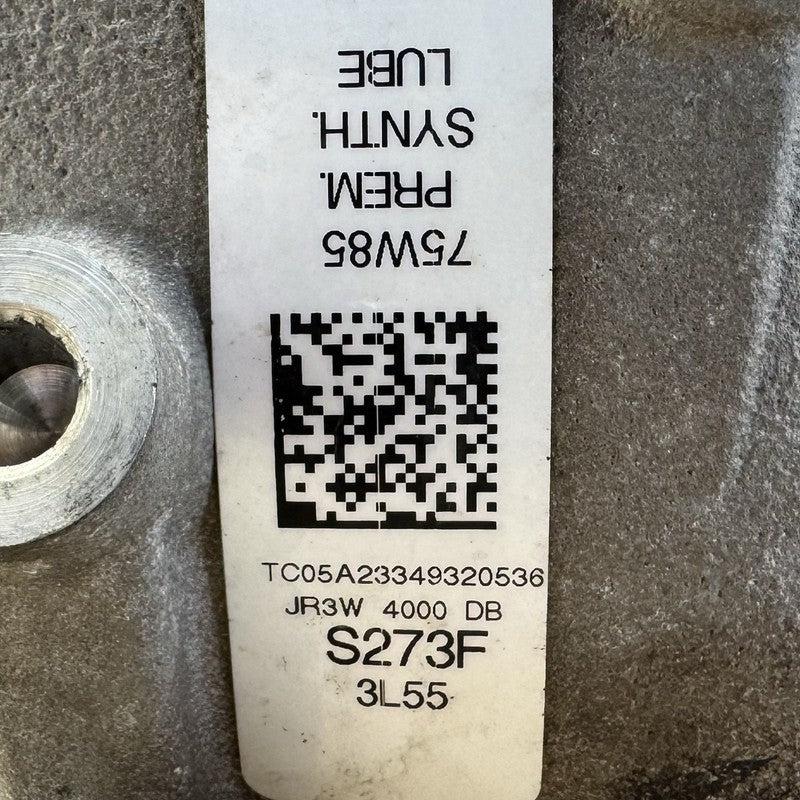 75W85
PREM.
SYNTH.
LUBE
TC05A23349320536
JR3W 4000 DB
S273F
3L55